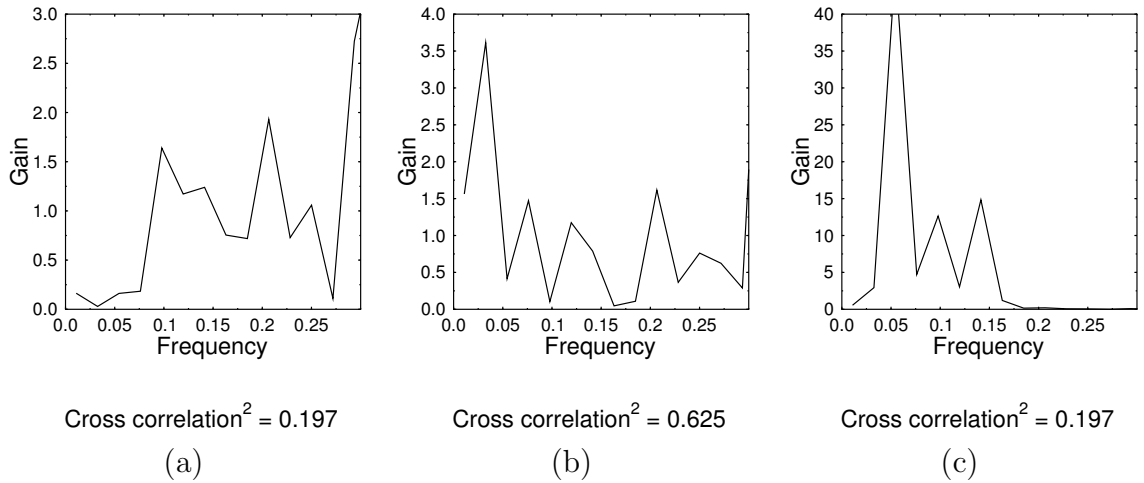 3.0
2.5
2.0
1.5
1.0
0.5
0.0
Gain
0.0 0.05 0.1 0.15 0.2 0.25
Frequency
Cross correlation² = 0.197
(a)
4.0
3.5
3.0
2.5
2.0
1.5
1.0
0.5
0.0
Gain
0.0 0.05 0.1 0.15 0.2 0.25
Frequency
Cross correlation² = 0.625
(b)
40
35
30
25
20
15
10
5
0
Gain
0.0 0.05 0.1 0.15 0.2 0.25
Frequency
Cross correlation² = 0.197
(c)